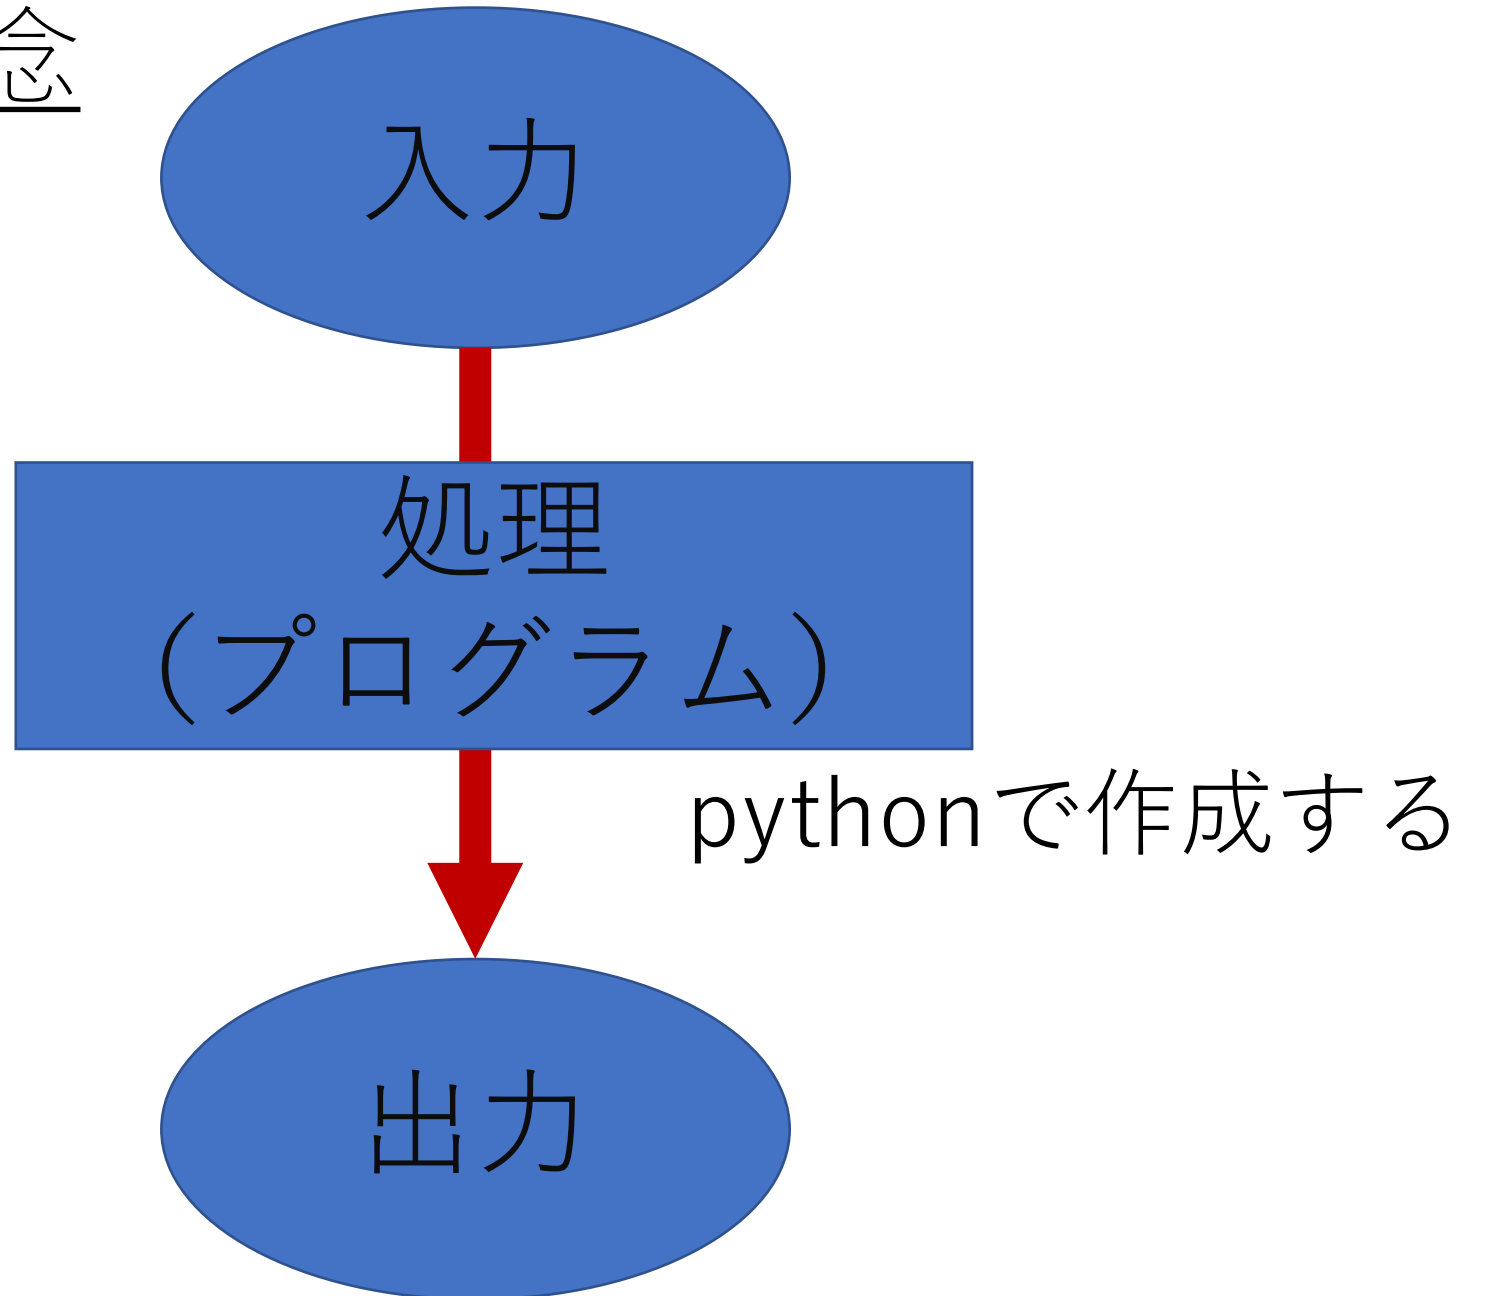 念
入力
処理
（プログラム）
pythonで作成する
出力